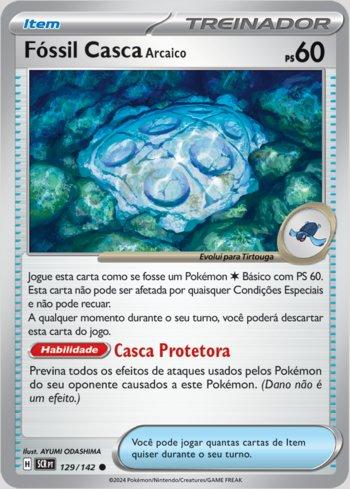 Item
TREINADOR
Fóssil Casca Arcaico
PS60
Evolui para Tirtouga
Jogue esta carta como se fosse um Pokémon Básico com PS 60.
Esta carta não pode ser afetada por quaisquer Condições Especiais
e não pode recuar.
A qualquer momento durante o seu turno, você poderá descartar
esta carta do jogo.
Habilidade Casca Protetora
Previna todos os efeitos de ataques usados pelos Pokémon
do seu oponente causados a este Pokémon. (Dano não é
um efeito.)
Ilust. AYUMI ODASHIMA
H SCR PT 129/142
Você pode jogar quantas cartas de Item
quiser durante o seu turno.
©2024 Pokémon/Nintendo/Creatures/GAME FREAK